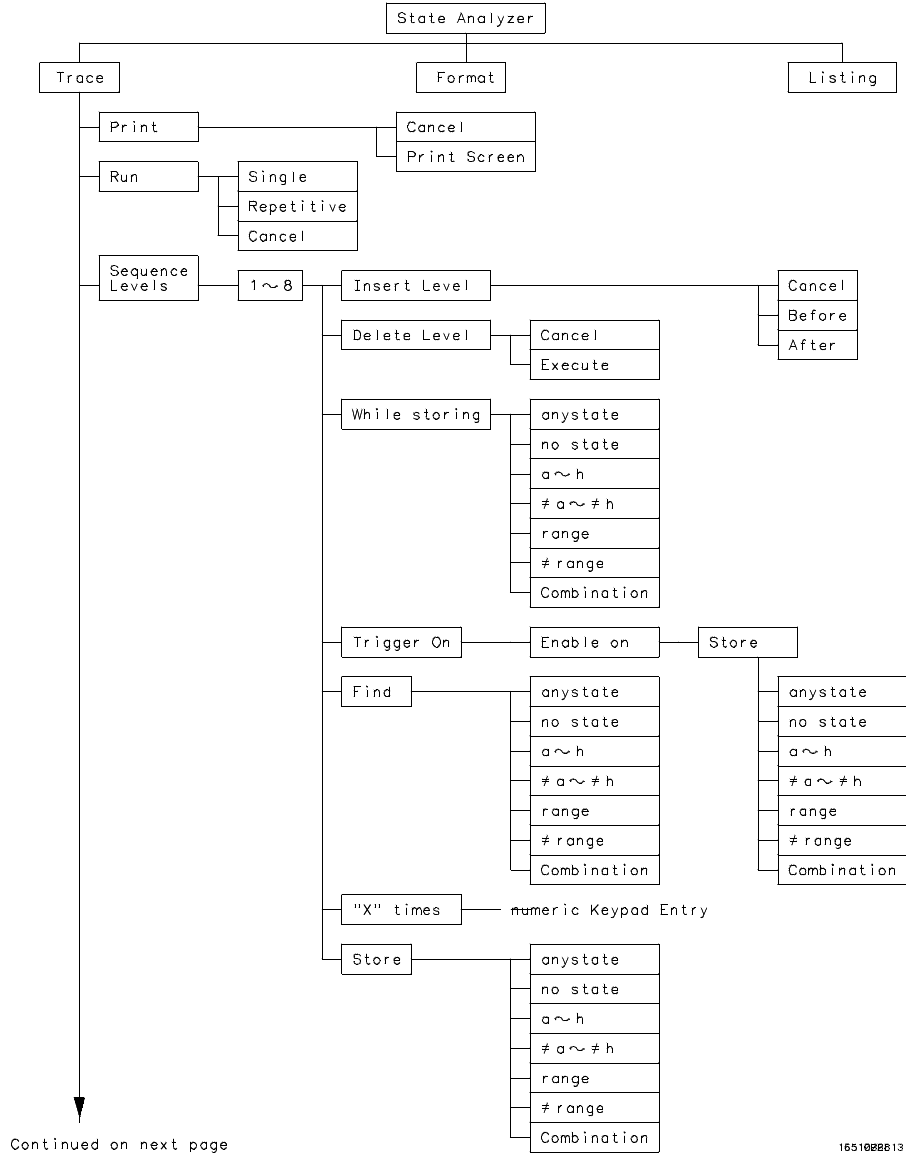 State Analyzer
Trace
Format
Listing
Print
Cancel
Print Screen
Run
Single
Repetitive
Cancel
Sequence
Levels
1～8
Insert Level
Cancel
Before
After
Delete Level
Cancel
Execute
While storing
anystate
no state
a～h
≠a～≠h
range
≠range
Combination
Trigger On
Enable on
Store
anystate
no state
a～h
≠a～≠h
range
≠range
Combination
Find
anystate
no state
a～h
≠a～≠h
range
≠range
Combination
"X" times
numeric Keypad Entry
Store
anystate
no state
a～h
≠a～≠h
range
≠range
Combination
Continued on next page